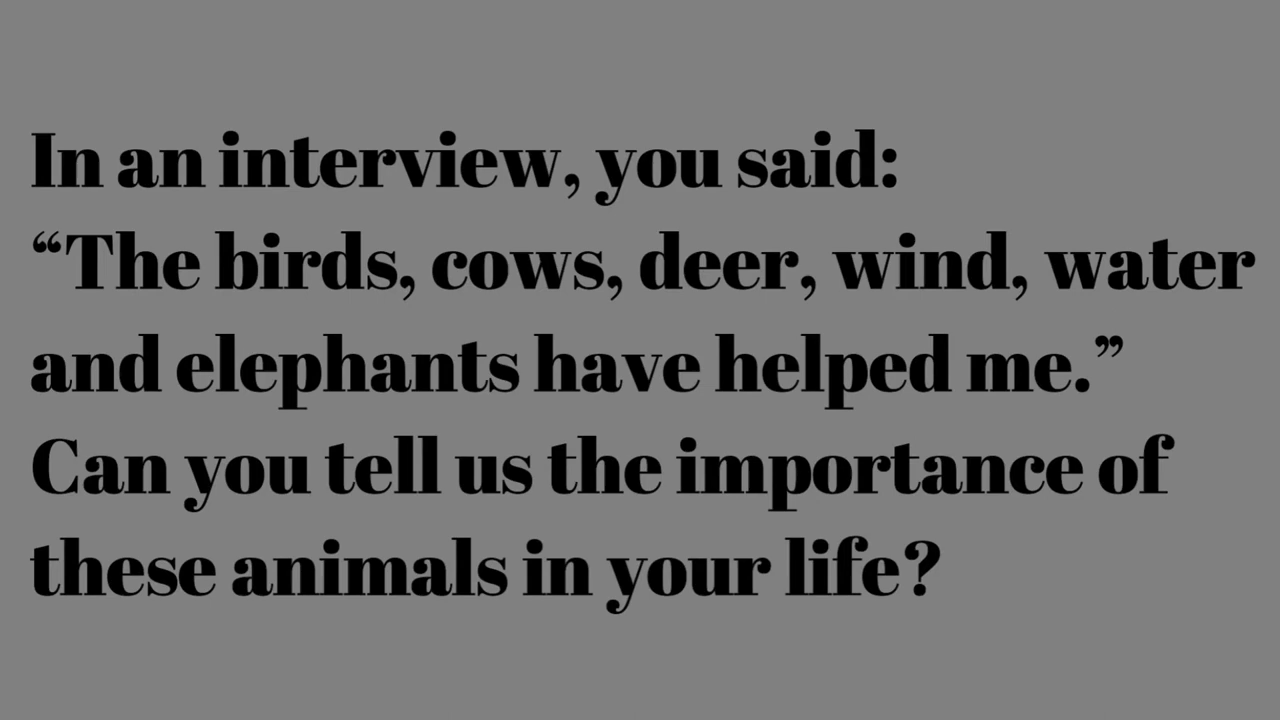 In an interview, you said:
“The birds, cows, deer, wind, water
and elephants have helped me.”
Can you tell us the importance of
these animals in your life?